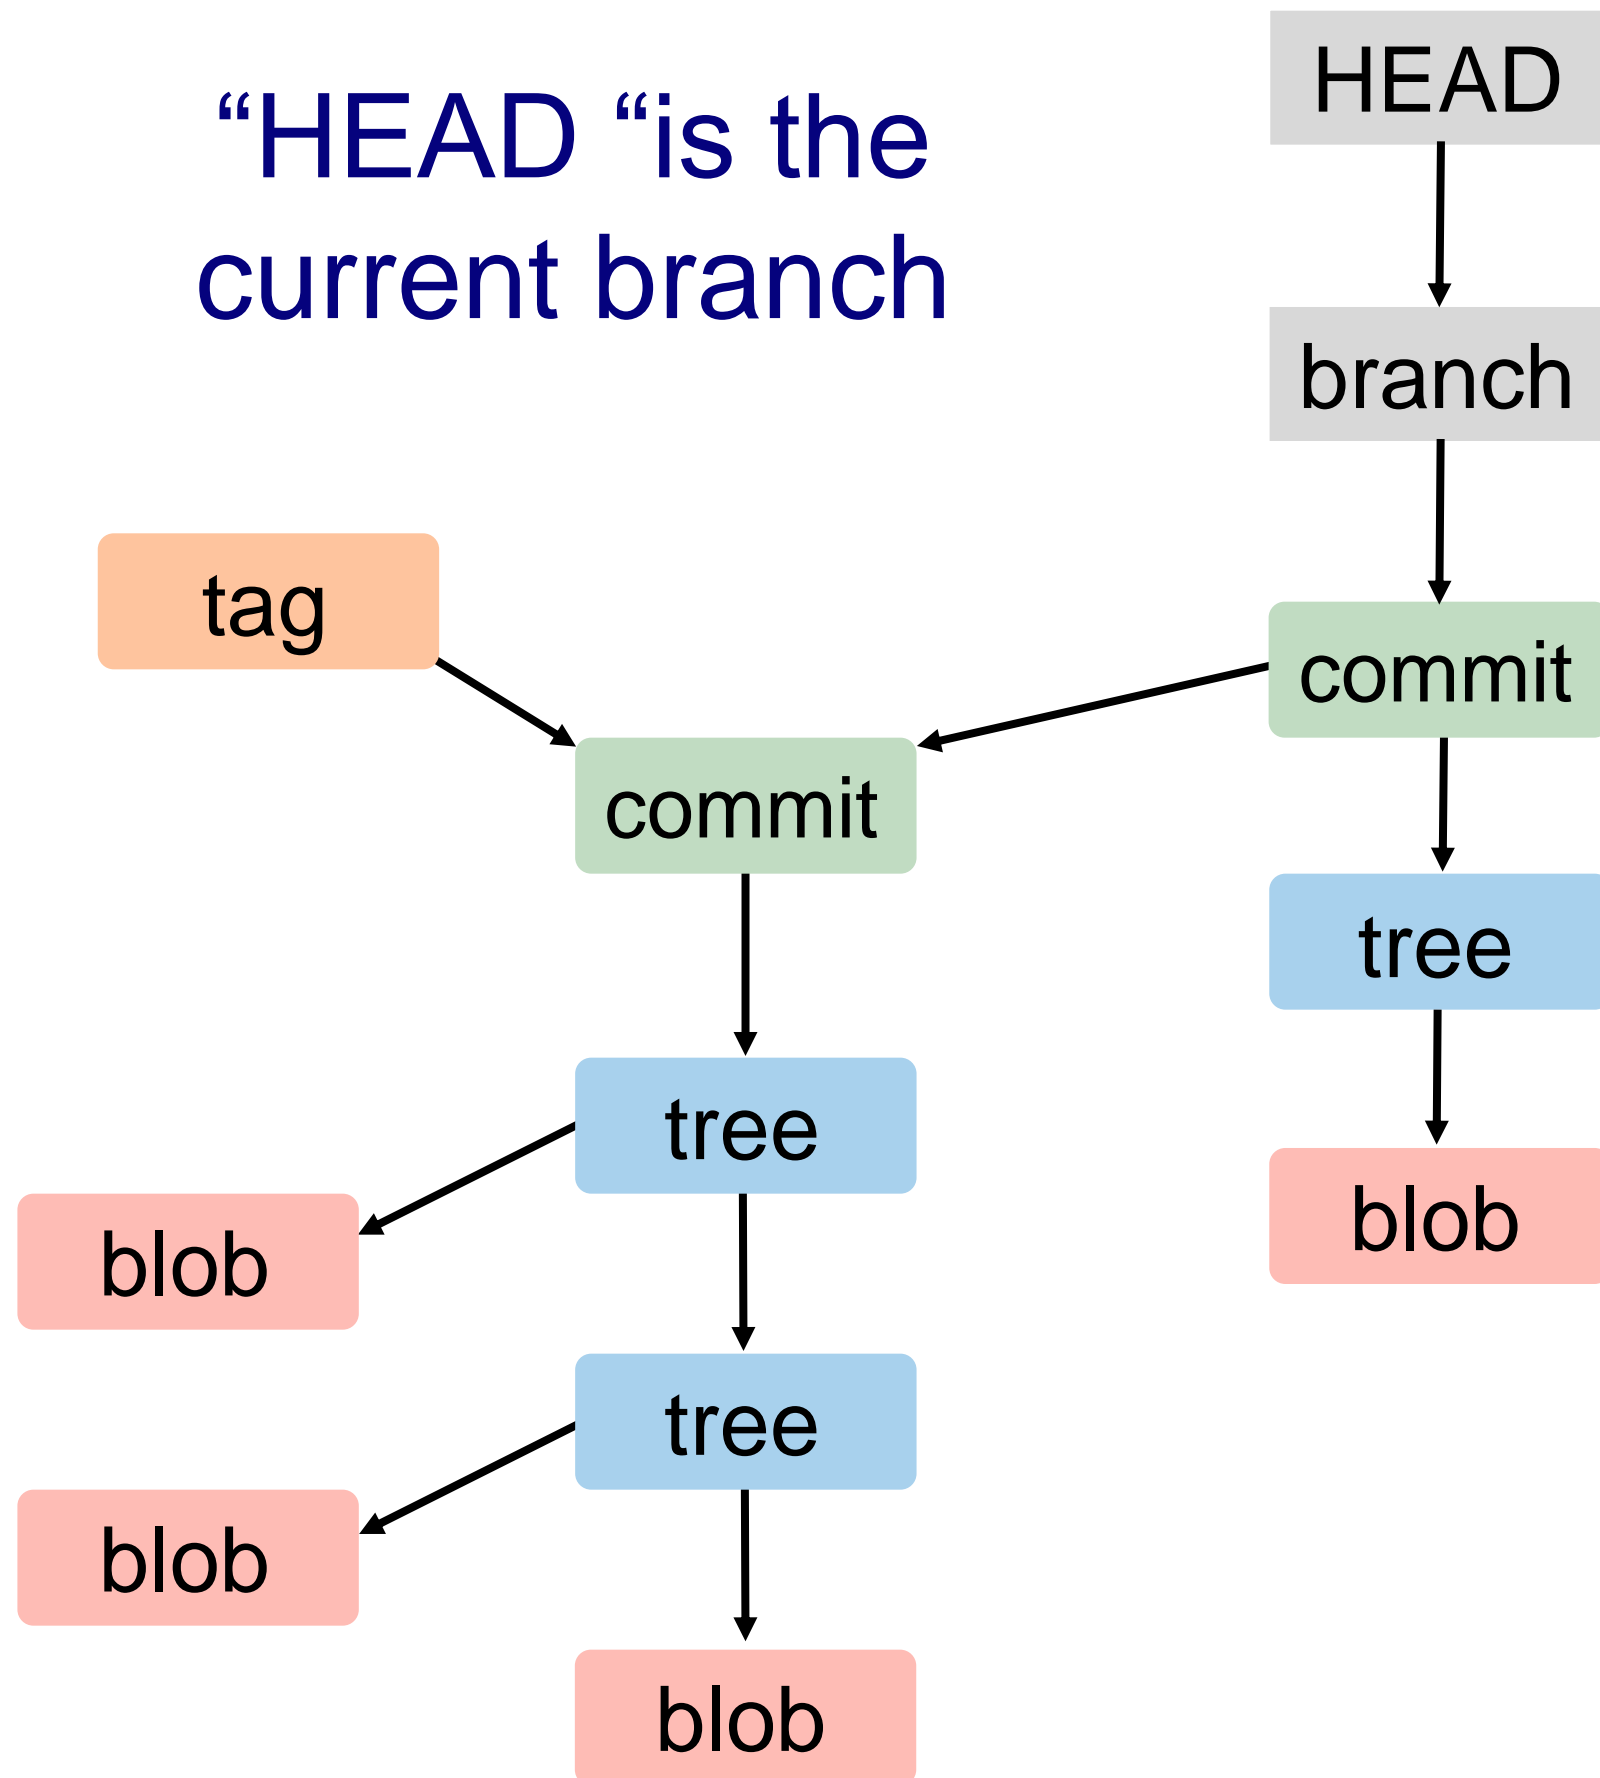 “HEAD “is the
current branch
HEAD
branch
tag
commit
commit
tree
tree
blob
blob
tree
blob
blob